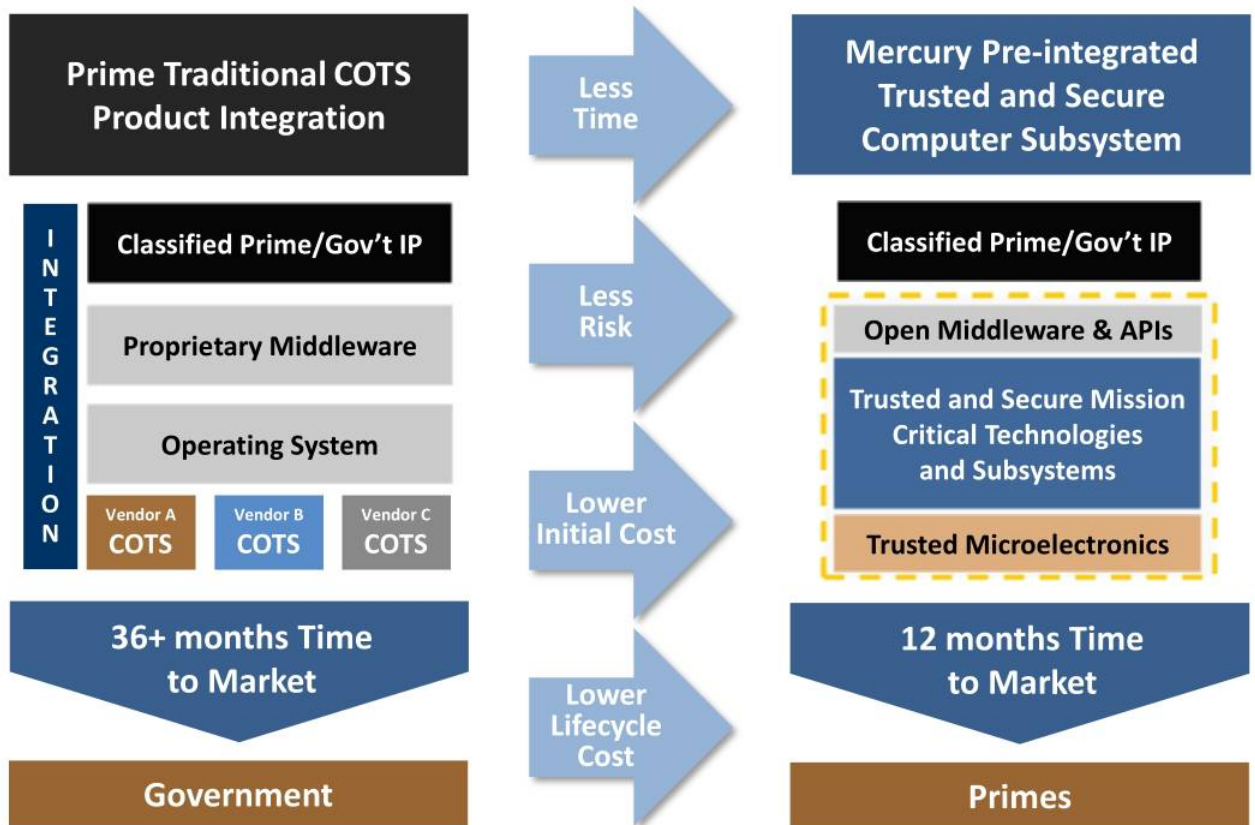 Prime Traditional COTS
Product Integration
INTEGRATION
Classified Prime/Gov't IP
Proprietary Middleware
Operating System
Vendor A
COTS
Vendor B
COTS
Vendor C
COTS
36+ months Time
to Market
Government
Less
Time
Less
Risk
Lower
Initial Cost
Lower
Lifecycle
Cost
Mercury Pre-integrated
Trusted and Secure
Computer Subsystem
Classified Prime/Gov't IP
Open Middleware & APIs
Trusted and Secure Mission
Critical Technologies
and Subsystems
Trusted Microelectronics
12 months Time
to Market
Primes